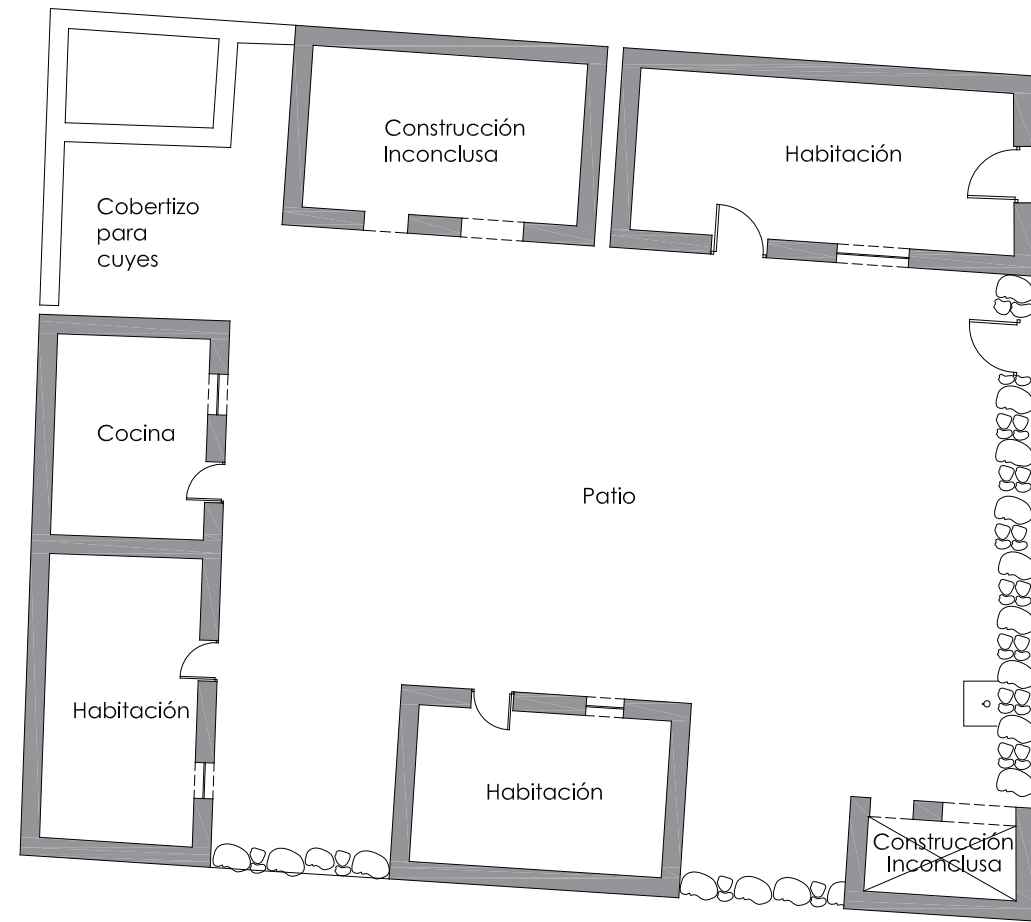 Construcción
Inconclusa
Habitación
Cobertizo
para
cuyes
Cocina
Patio
Habitación
Habitación
Construcción
Inconclusa